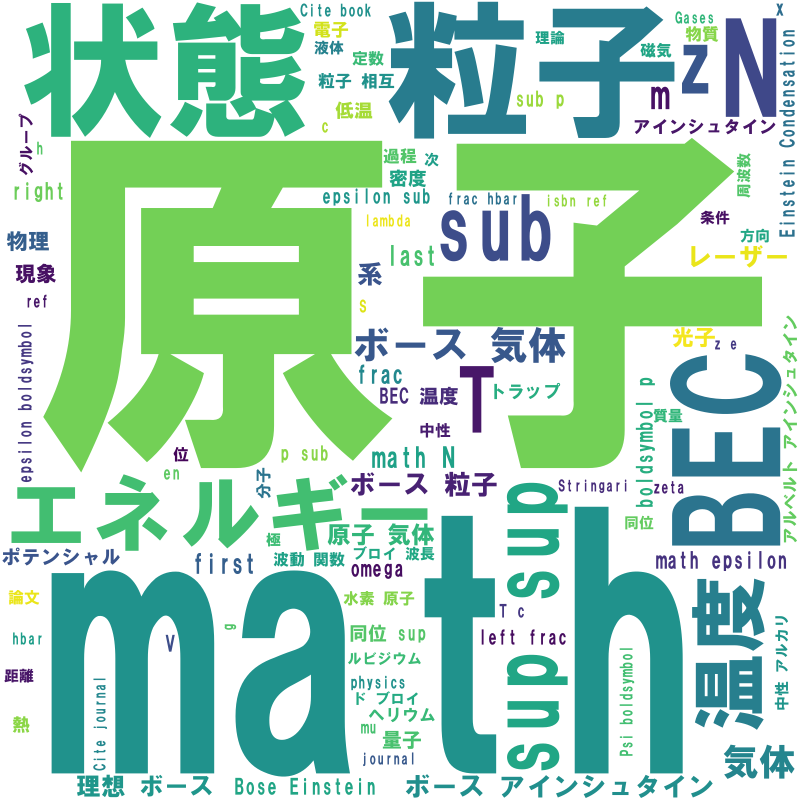 状態
粒子
N
z
m
x
Cite book
電子
液体
定数
粒子 相互
低温
c
理論
磁気
Gases
物質
sub p
アインシュタイン
Einstein Condensation
グループ
h
right
過程
次
密度
epsilon sub
frac hbar
isbn ref
周波数
lambda
原子
sub
条件
方向
物理
現象
ref
last
系
s
レーザー
光子
z e
ボース 気体
frac
BEC 温度
T
トラップ
中性
epsilon boldsymbol
boldsymbol p
質量
BEC
アルベルト アインシュタイン
位
en
分子
p sub
math N
ボース 粒子
Stringari
zeta
同位
エネルギー
極
原子 気体
sup sup
ポテンシャル
first
波動 関数
ブロイ 波長
omega
math epsilon
math
論文
水素 原子
T c
hbar
V
g
同位 sup
left frac
温度
中性 アルカリ
距離
ルビジウム
physics
ド ブロイ
ヘリウム
mu
量子
journal
熱
Cite journal
Psi boldsymbol
気体
理想 ボース
Bose Einstein
ボース アインシュタイン